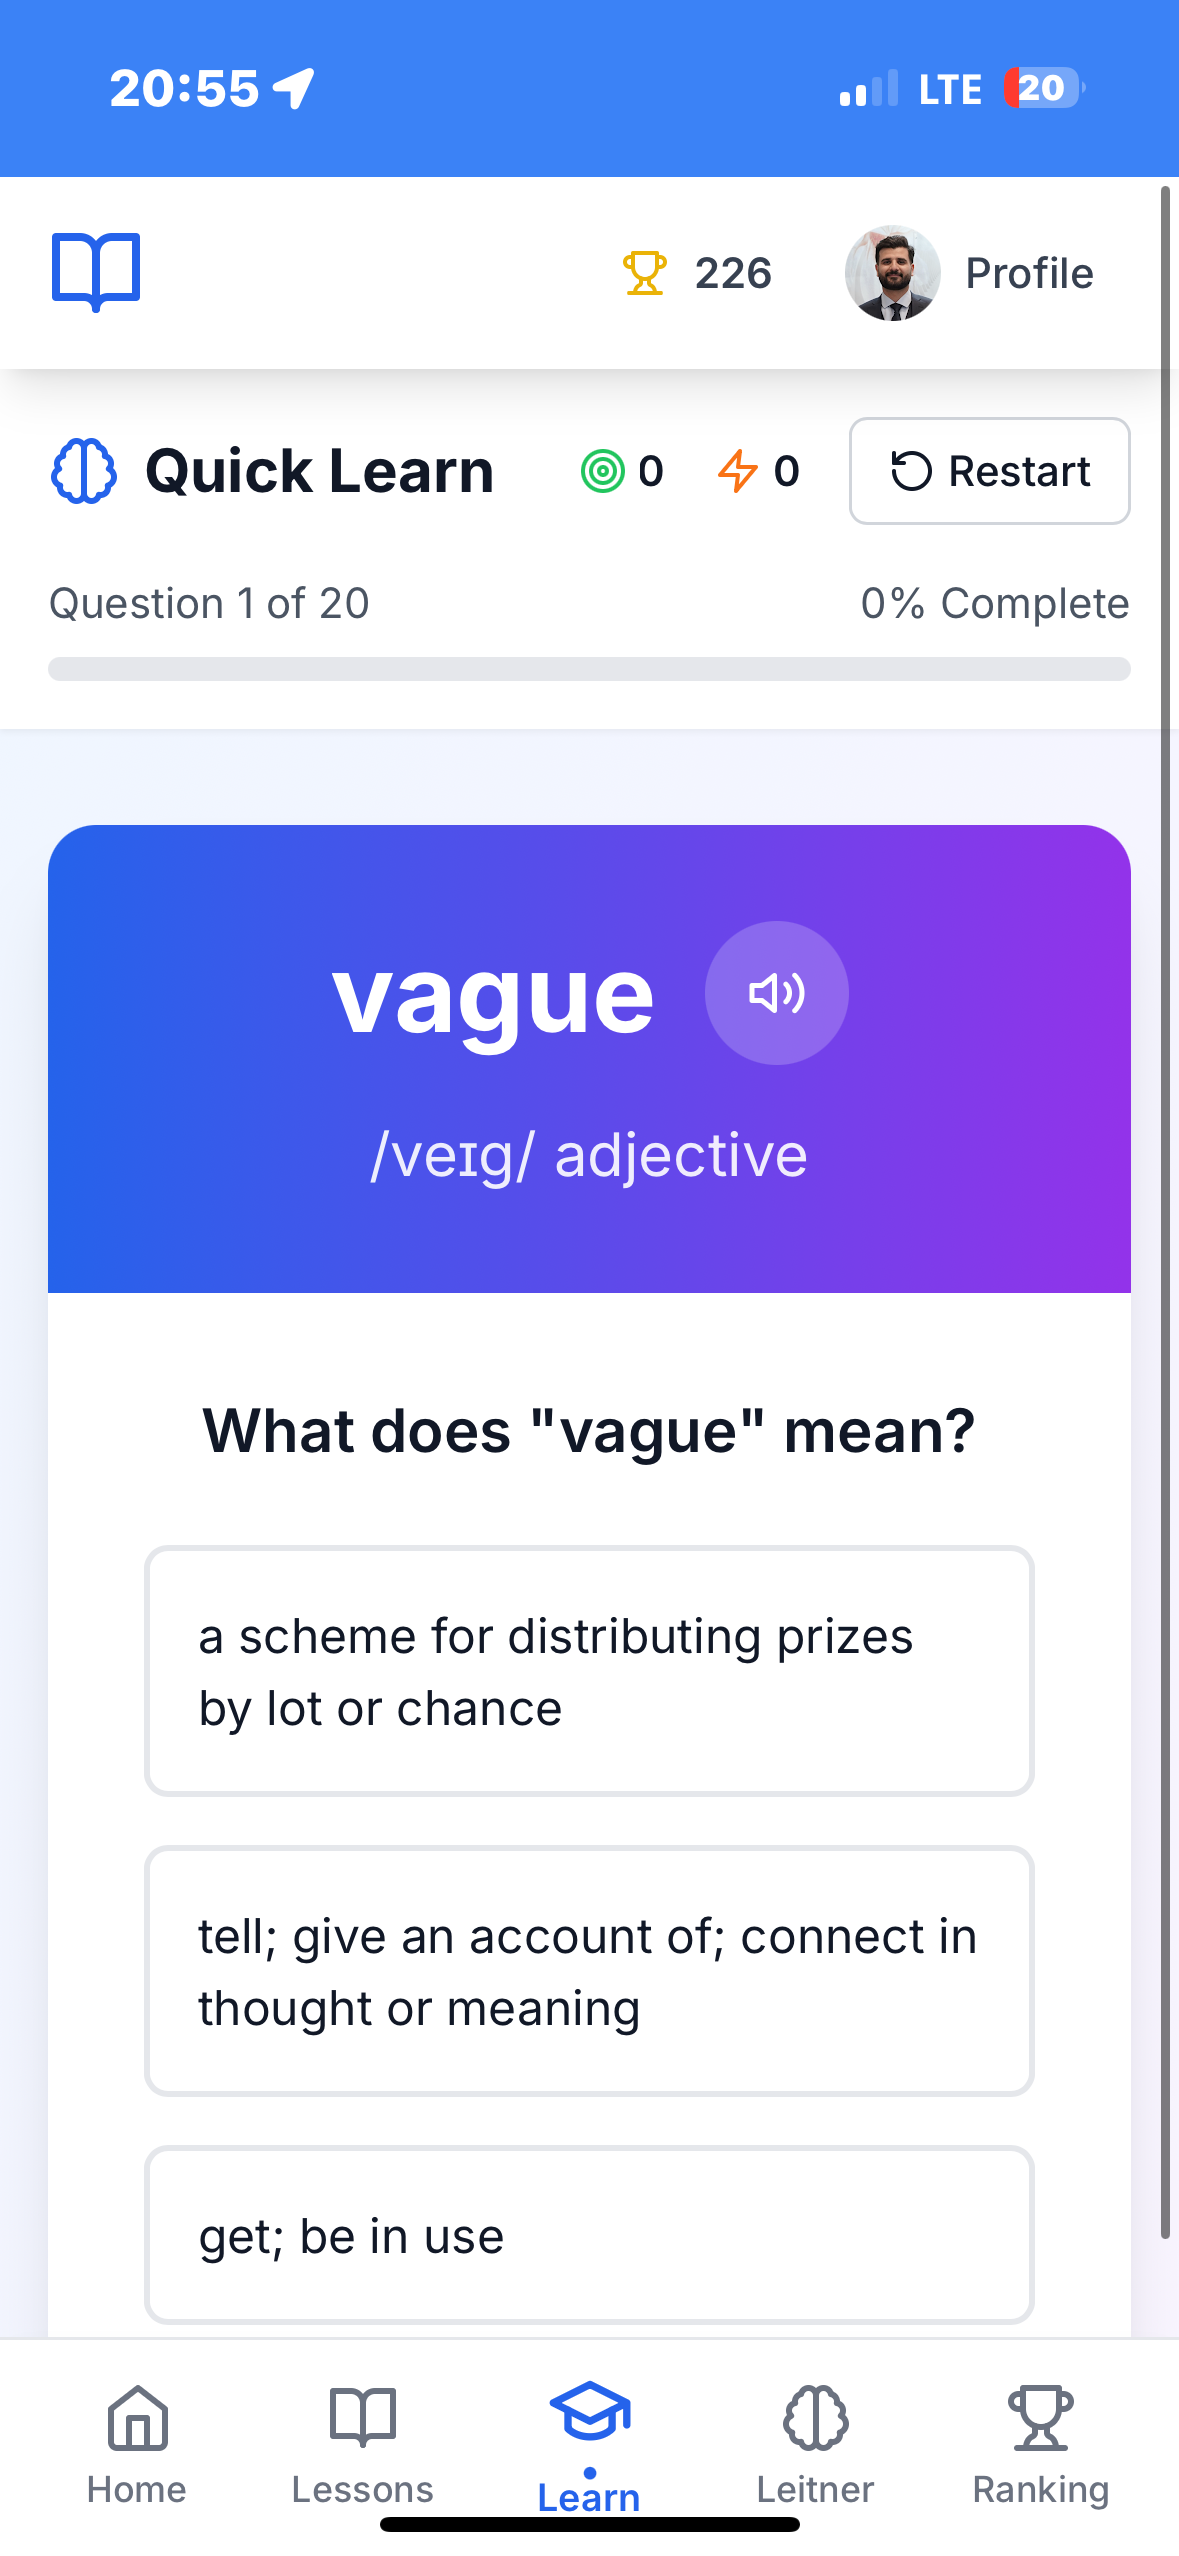 20:55
LTE 20
226 Profile
Quick Learn 0 0 Restart
Question 1 of 20 0% Complete
vague
/veɪg/ adjective
What does "vague" mean?
a scheme for distributing prizes
by lot or chance
tell; give an account of; connect in
thought or meaning
get; be in use
Home Lessons Learn Leitner Ranking